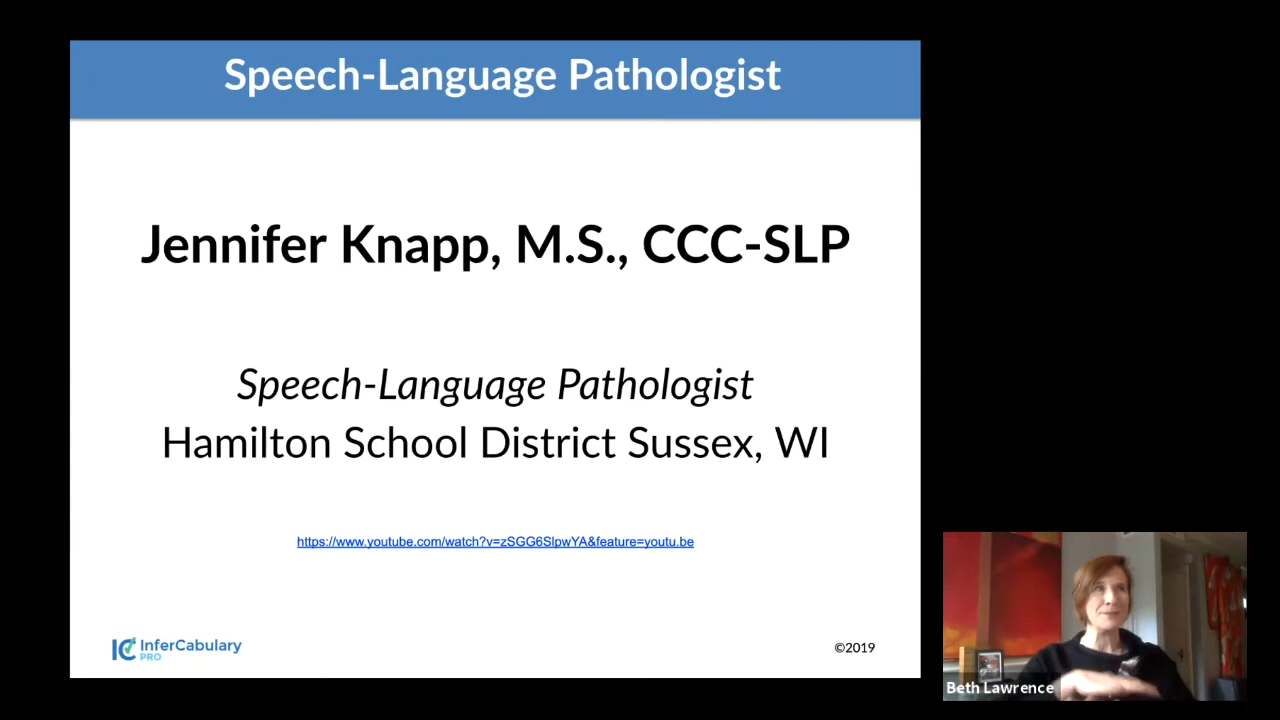 Speech-Language Pathologist
Jennifer Knapp, M.S., CCC-SLP
Speech-Language Pathologist
Hamilton School District Sussex, WI
https://www.youtube.com/watch?v=zSGG6SlpwYA&feature=youtu.be
IC InferCabulary
PRO
©2019
Beth Lawrence